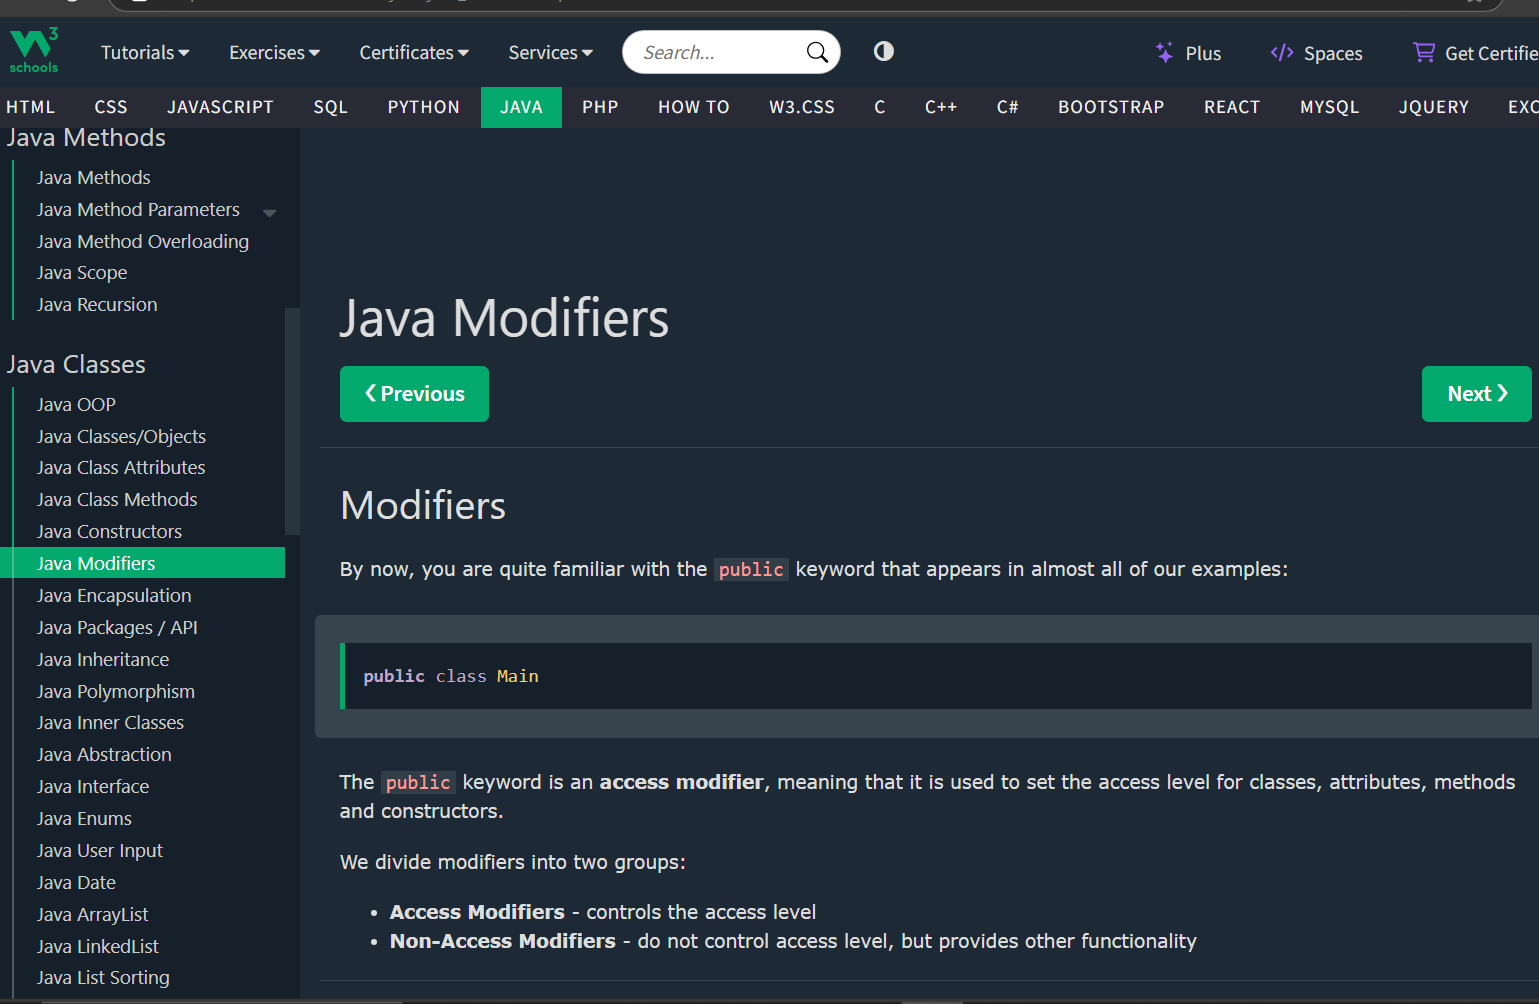 3
schools
Tutorials
Exercises
Certificates
Services
Search...
Plus
Spaces
Get Certifie
HTML CSS JAVASCRIPT SQL PYTHON JAVA PHP HOW TO W3.CSS C C++ C# BOOTSTRAP REACT MYSQL JQUERY EXC
Java Methods
Java Methods
Java Method Parameters
Java Method Overloading
Java Scope
Java Recursion
Java Classes
Java OOP
Java Classes/Objects
Java Class Attributes
Java Class Methods
Java Constructors
Java Modifiers
Java Encapsulation
Java Packages / API
Java Inheritance
Java Polymorphism
Java Inner Classes
Java Abstraction
Java Interface
Java Enums
Java User Input
Java Date
Java ArrayList
Java LinkedList
Java List Sorting
Java Modifiers
❮ Previous
Next ❯
Modifiers
By now, you are quite familiar with the public keyword that appears in almost all of our examples:
public class Main
The public keyword is an access modifier, meaning that it is used to set the access level for classes, attributes, methods
and constructors.
We divide modifiers into two groups:
• Access Modifiers - controls the access level
• Non-Access Modifiers - do not control access level, but provides other functionality